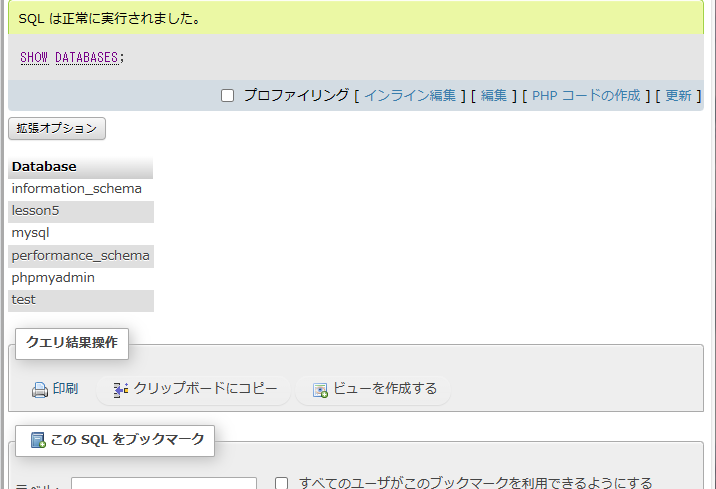 SQL は正常に実行されました。
SHOW DATABASES;
プロファイリング [ インライン編集 ] [ 編集 ] [ PHP コードの作成 ] [ 更新 ]
拡張オプション
Database
information_schema
lesson5
mysql
performance_schema
phpmyadmin
test
クエリ結果操作
印刷 クリップボードにコピー ビューを作成する
この SQL をブックマーク
ラベル: すべてのユーザがこのブックマークを利用できるようにする